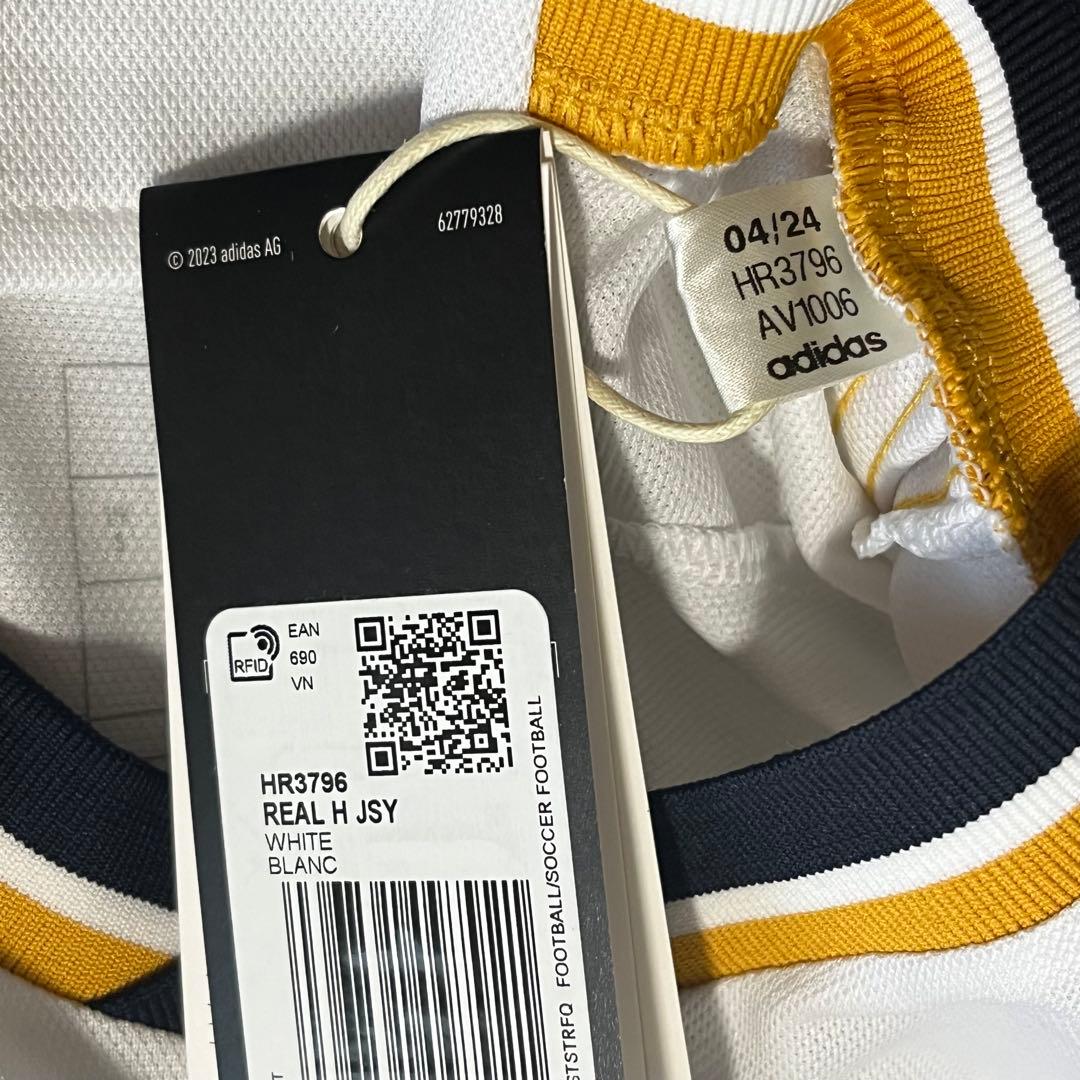 © 2023 adidas AG
62779328
04/24
HR3796
AV1006
adidas
RFID
EAN
690
VN
HR3796
REAL H JSY
WHITE
BLANC
FOOTBALL/SOCCER FOOTBALL